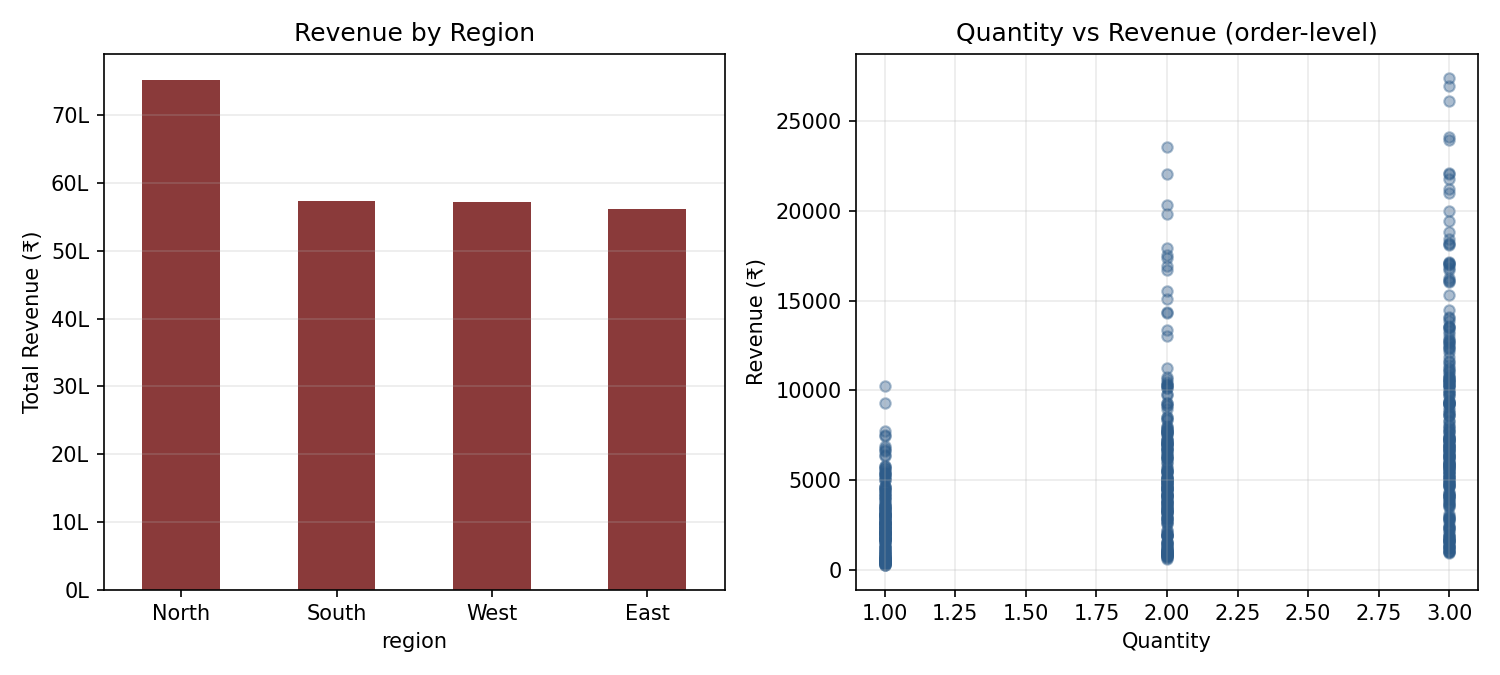 Revenue by Region
Total Revenue (₹)
70L
60L
50L
40L
30L
20L
10L
0L
North South West East
region
Quantity vs Revenue (order-level)
Revenue (₹)
25000
20000
15000
10000
5000
0
1.00 1.25 1.50 1.75 2.00 2.25 2.50 2.75 3.00
Quantity